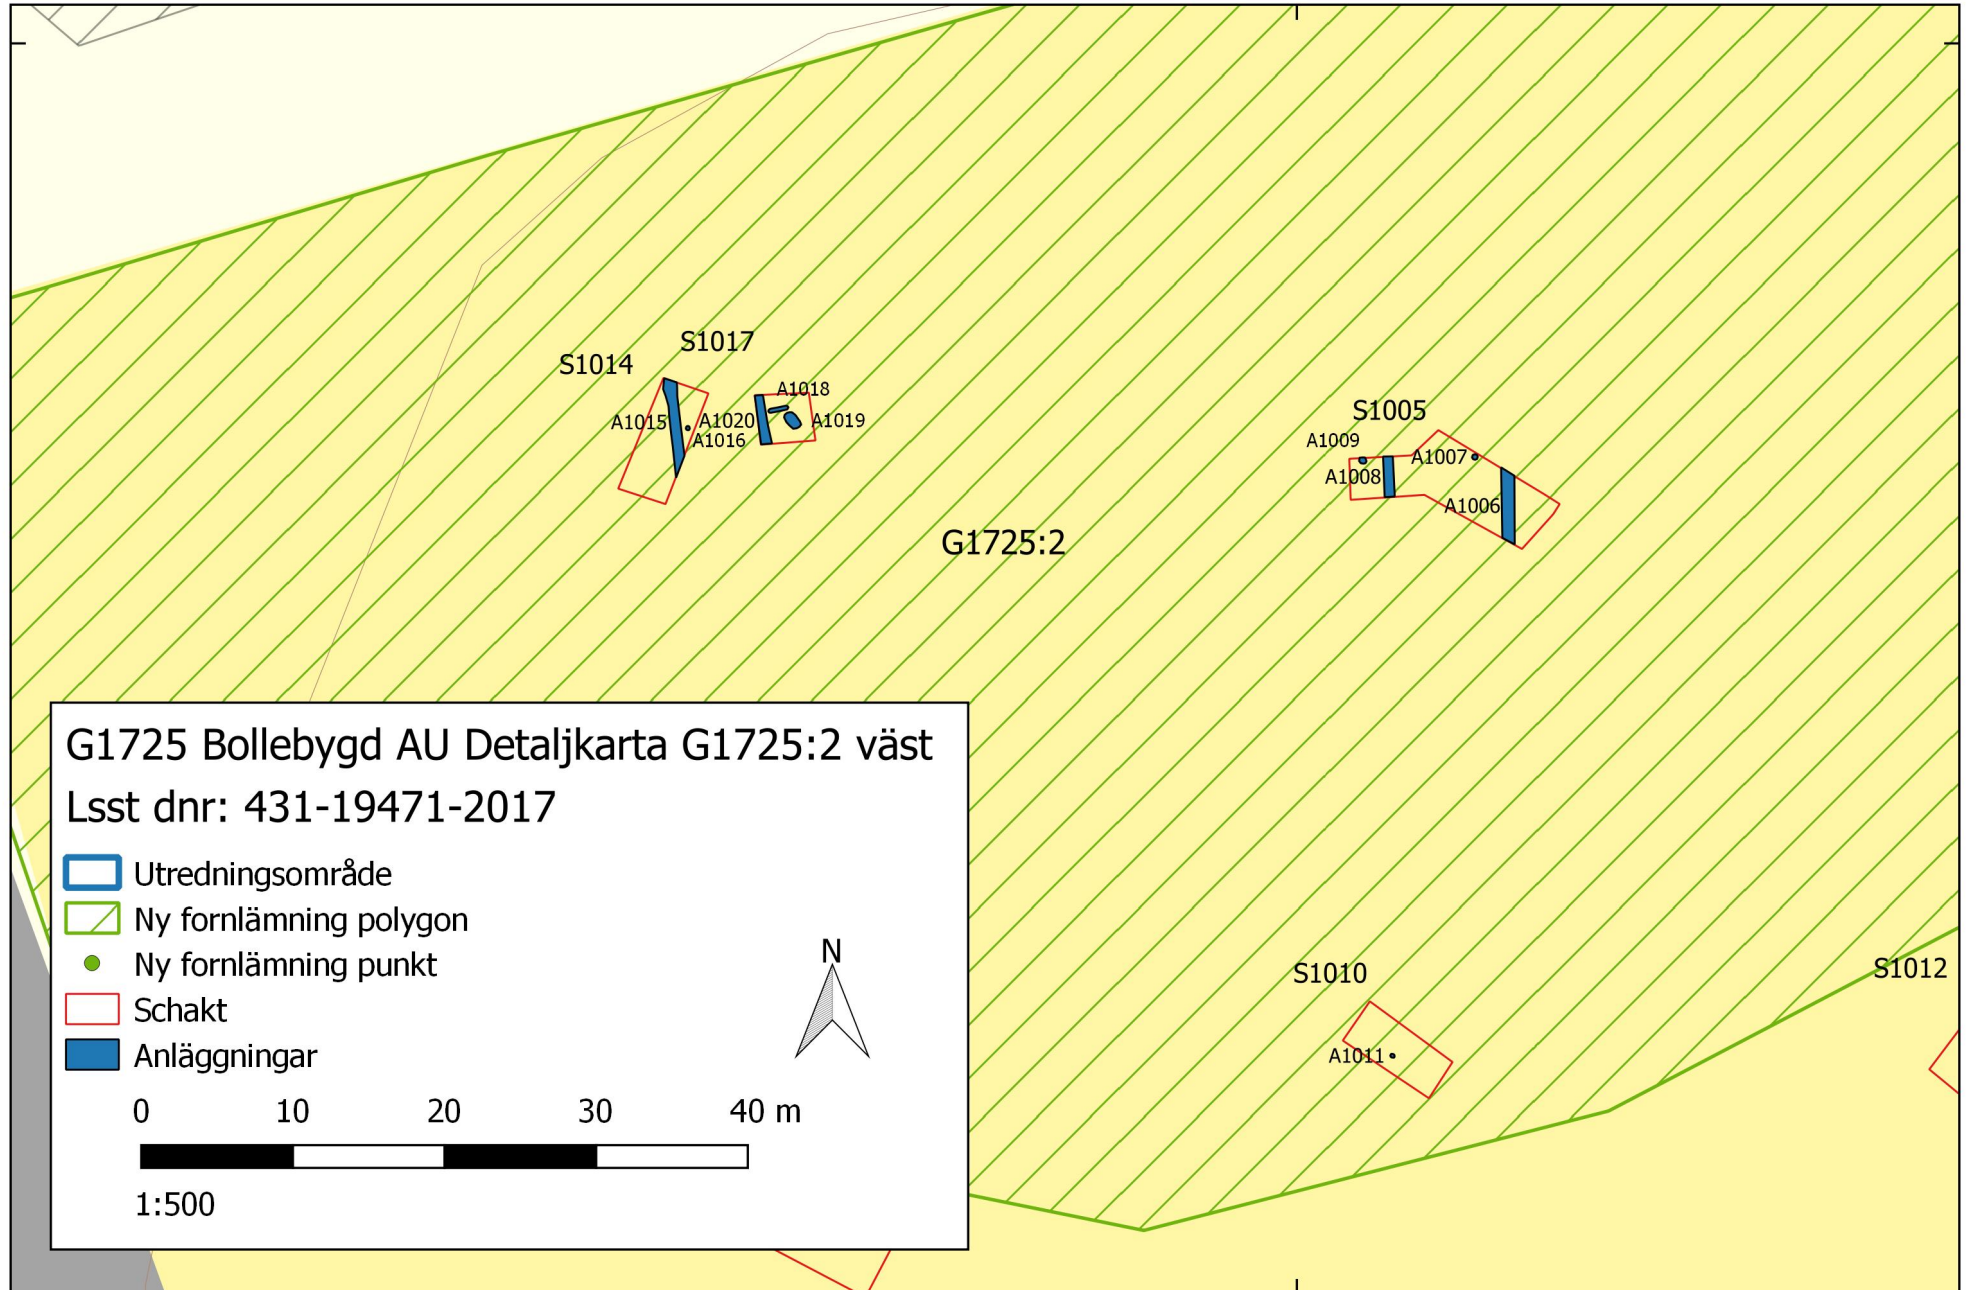 S1017
S1014
A1018
A1015
A1020
A1019
A1016
S1005
A1009
A1007
A1008
A1006
G1725:2
G1725 Bollebygd AU Detaljkarta G1725:2 väst
Lsst dnr: 431-19471-2017
Utredningsområde
Ny fornlämning polygon
Ny fornlämning punkt
Schakt
Anläggningar
N
0 10 20 30 40 m
1:500
S1010
S1012
A1011